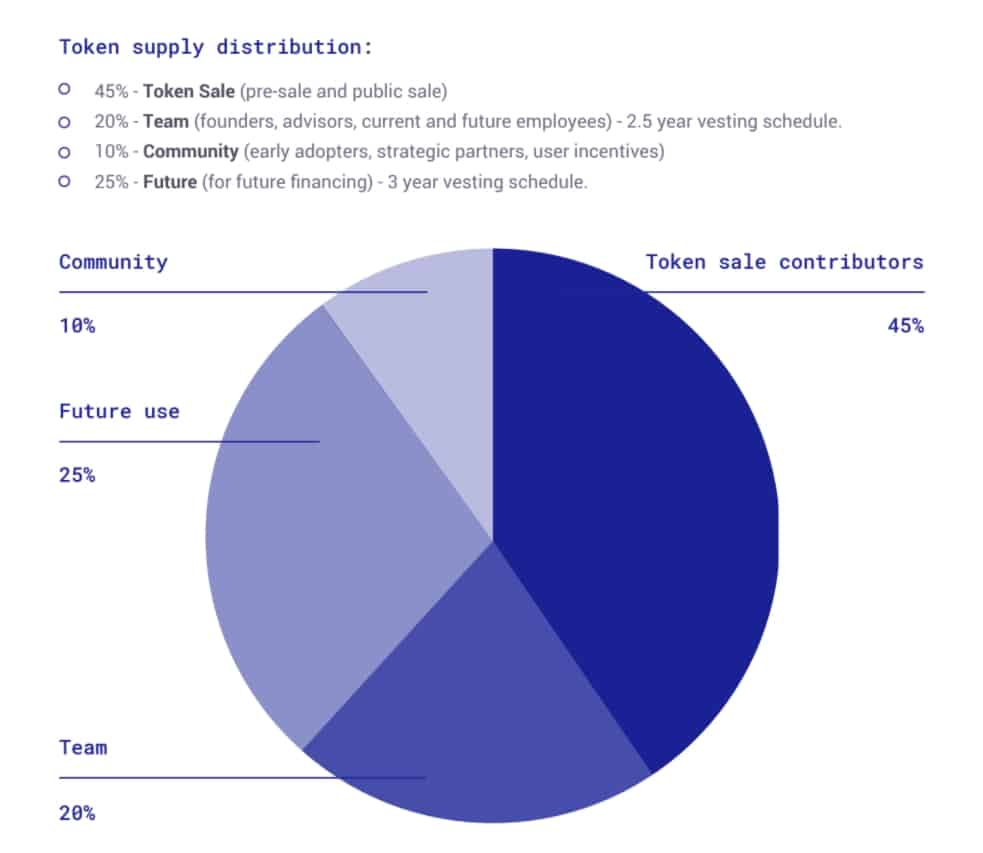 Token supply distribution:
45% - Token Sale (pre-sale and public sale)
20% - Team (founders, advisors, current and future employees) - 2.5 year vesting schedule.
10% - Community (early adopters, strategic partners, user incentives)
25% - Future (for future financing) - 3 year vesting schedule.
Community
10%
Token sale contributors
45%
Future use
25%
Team
20%